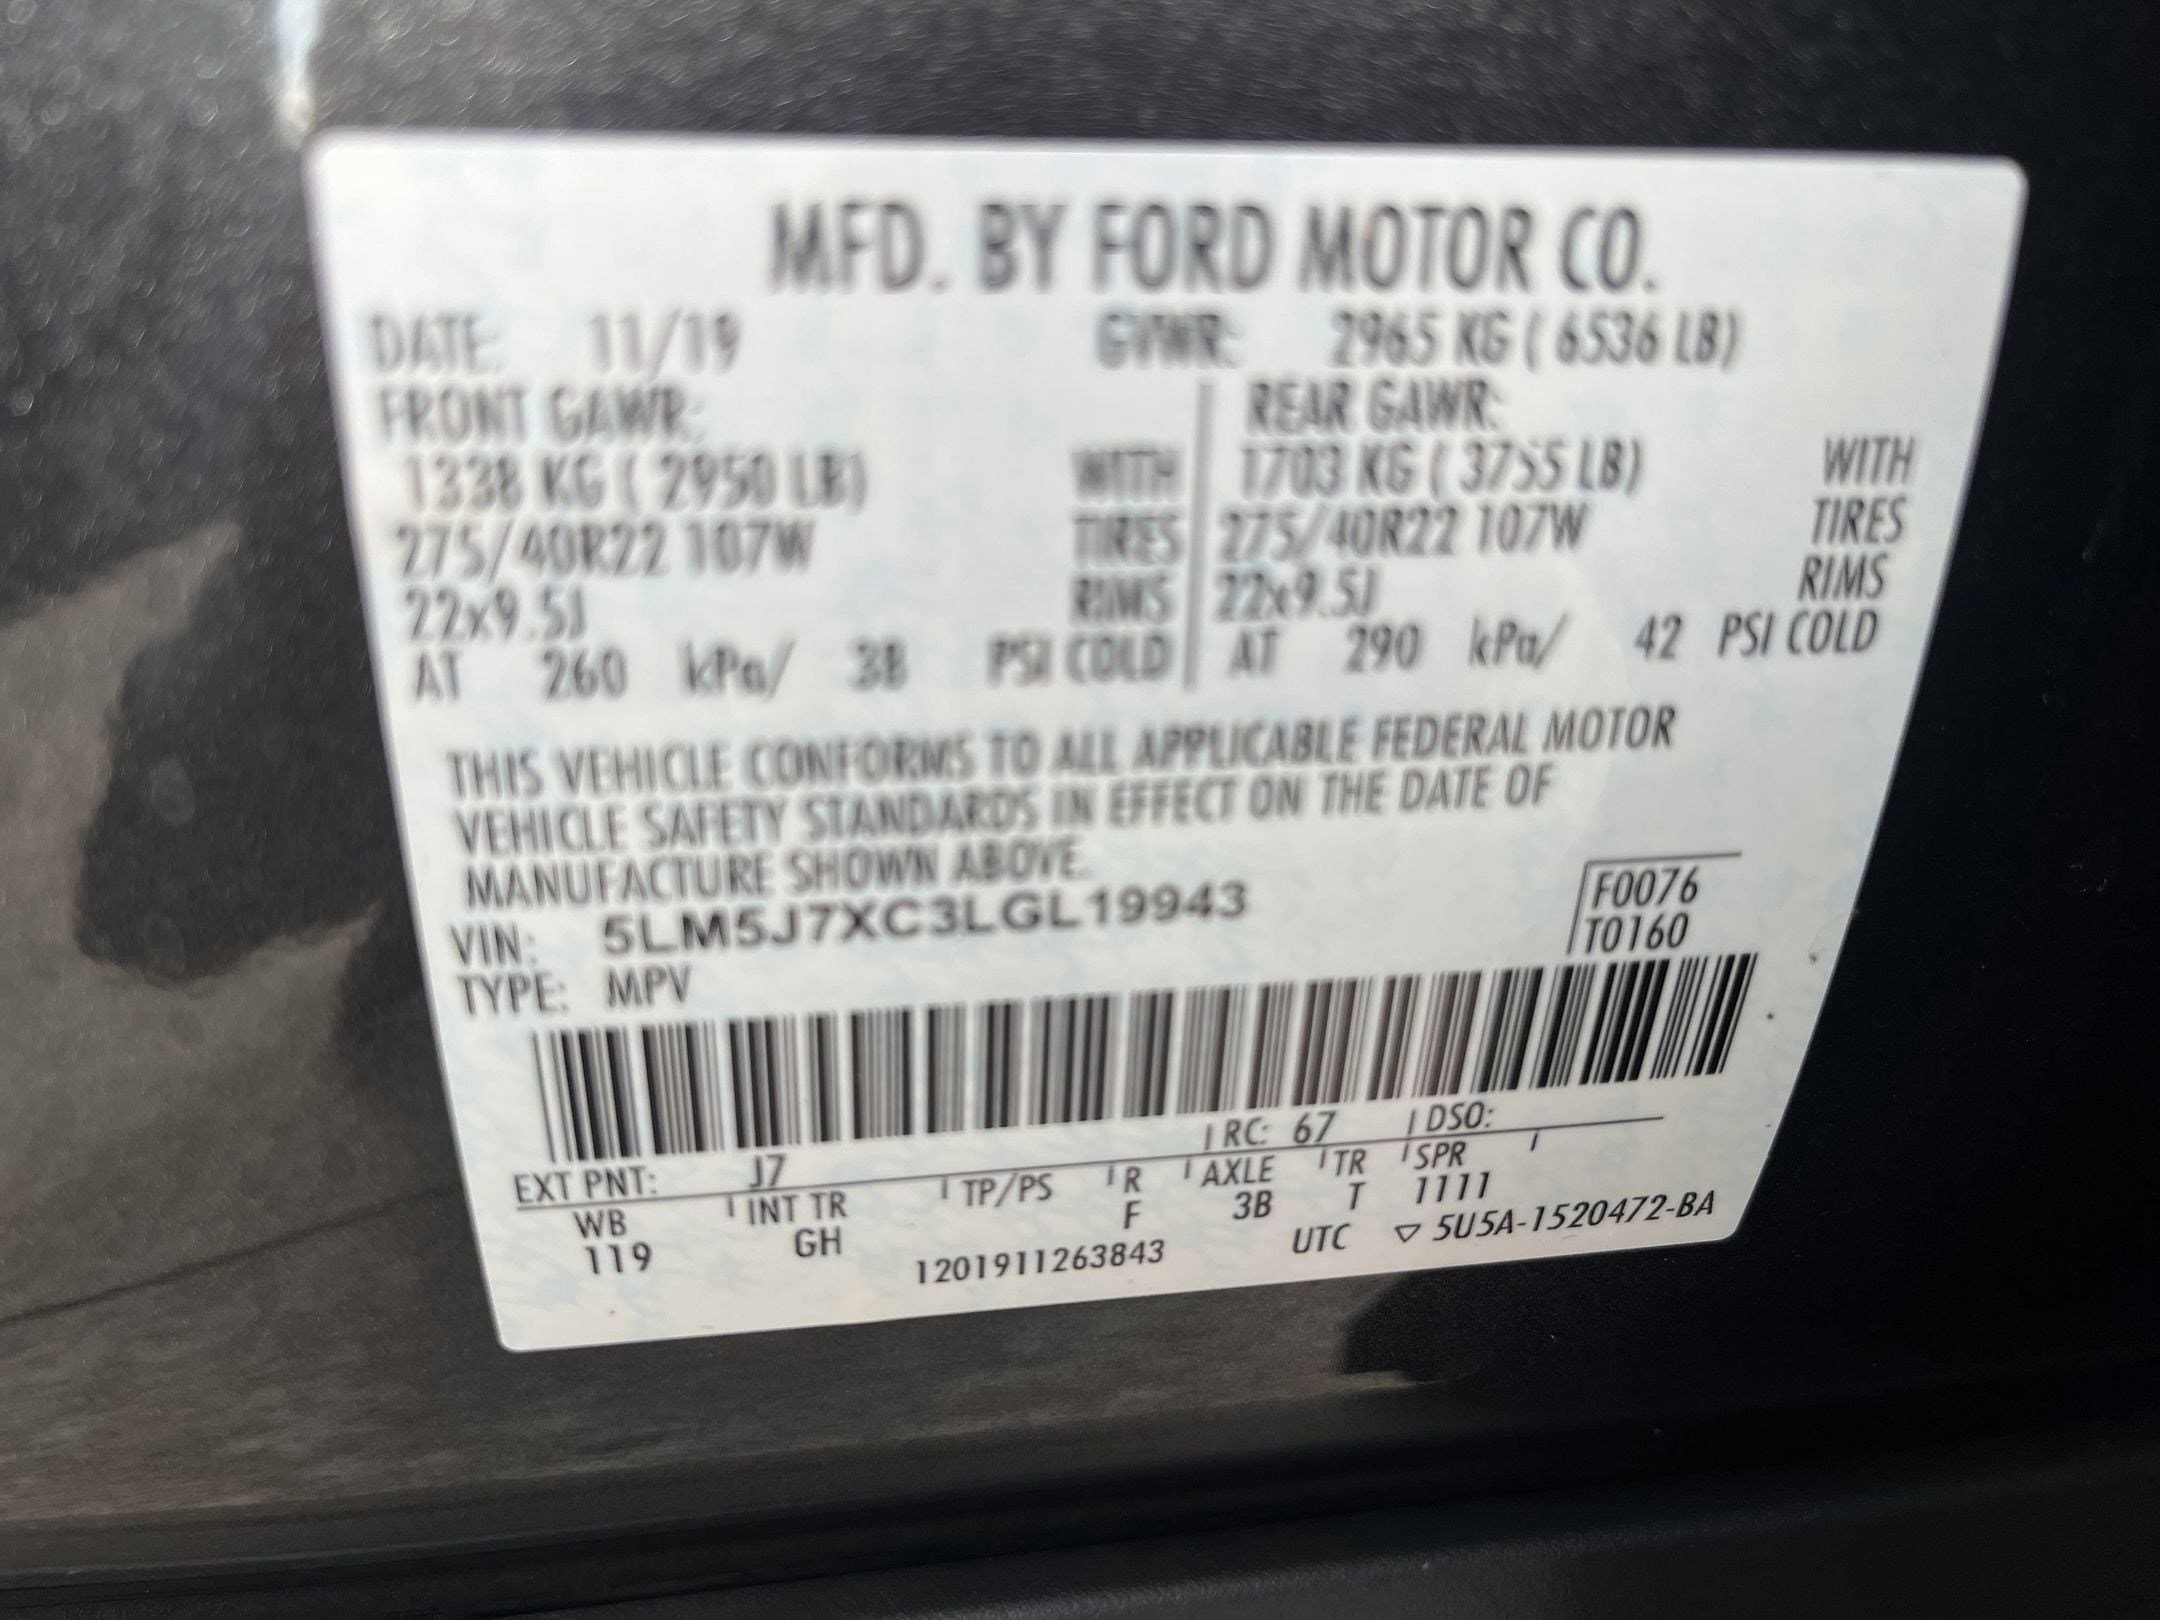 MFD. BY FORD MOTOR CO.
DATE: 11/19 GVWR: 2965 KG ( 6536 LB)
FRONT GAWR: REAR GAWR:
1338 KG ( 2950 LB) WITH 1703 KG ( 3755 LB) WITH
275/40R22 107W TIRES 275/40R22 107W TIRES
22x9.5J RIMS 22x9.5J RIMS
AT 260 kPa/ 38 PSI COLD AT 290 kPa/ 42 PSI COLD
THIS VEHICLE CONFORMS TO ALL APPLICABLE FEDERAL MOTOR
VEHICLE SAFETY STANDARDS IN EFFECT ON THE DATE OF
MANUFACTURE SHOWN ABOVE.
VIN: 5LM5J7XC3LGL19943
F0076
T0160
TYPE: MPV
EXT PNT: J7 RC: 67 DSO:
WB INT TR TP/PS R AXLE TR SPR
119 GH F 3B T 1111
1201911263843 UTC ▽ 5U5A-1520472-BA